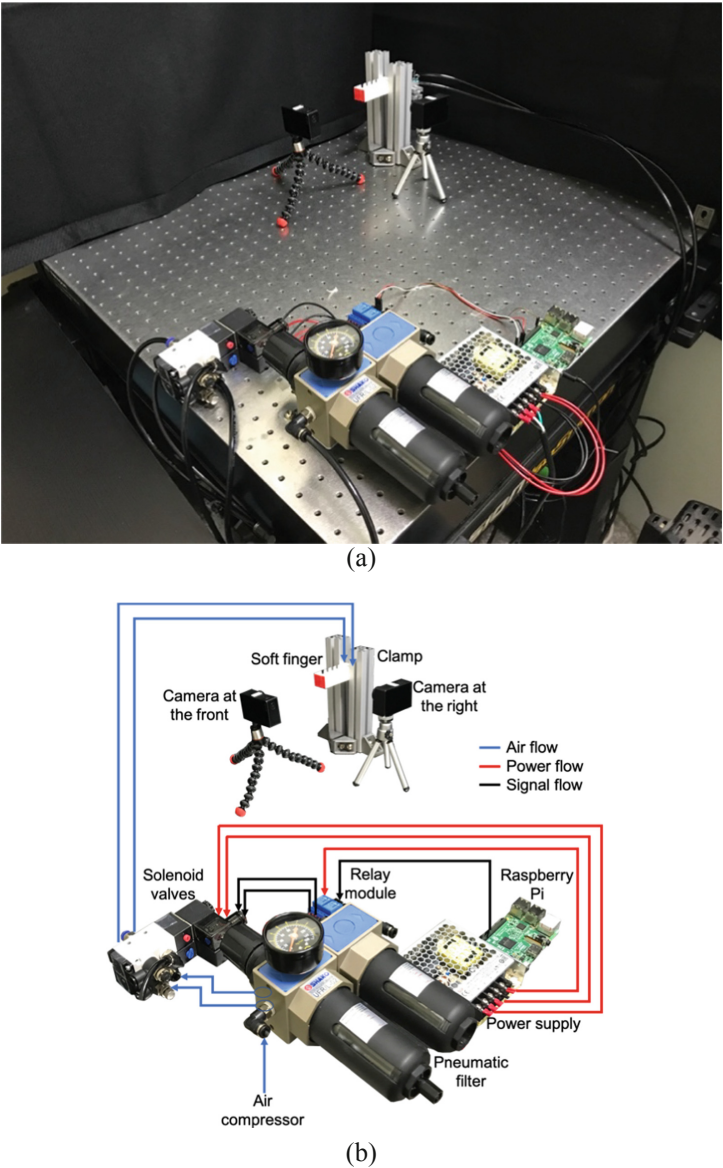 (a)
Soft finger
Clamp
Camera at
the front
Camera at
the right
Air flow
Power flow
Signal flow
Solenoid
valves
Relay
module
Raspberry
Pi
Power supply
Pneumatic
filter
Air
compressor
(b)